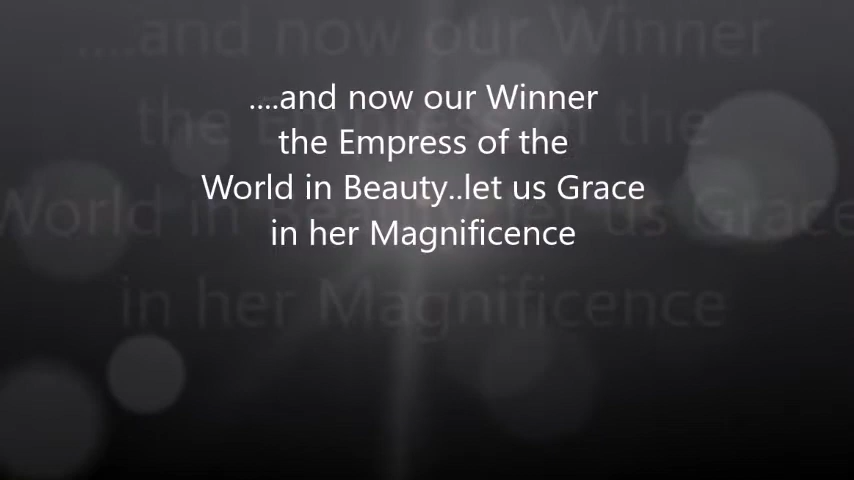 ....and now our Winner
the Empress of the
World in Beauty..let us Grace
in her Magnificence